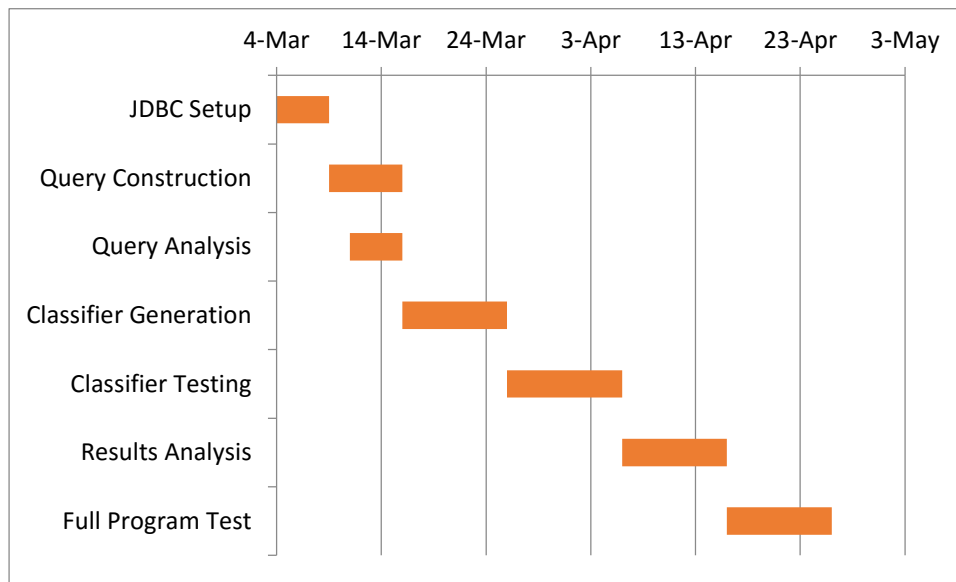 4-Mar 14-Mar 24-Mar 3-Apr 13-Apr 23-Apr 3-May
JDBC Setup
Query Construction
Query Analysis
Classifier Generation
Classifier Testing
Results Analysis
Full Program Test